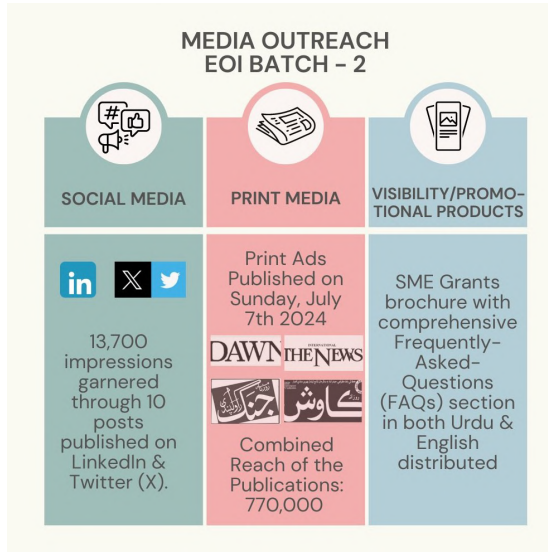 MEDIA OUTREACH
EOI BATCH – 2
#
SOCIAL MEDIA
in
13,700
impressions
garnered
through 10
posts
published on
LinkedIn &
Twitter (X).
PRINT MEDIA
Print Ads
Published on
Sunday, July
7th 2024
DAWN
INTERNATIONAL
THE NEWS
جنگ
کاوش
Combined
Reach of the
Publications:
770,000
VISIBILITY/PROMO-
TIONAL PRODUCTS
SME Grants
brochure with
comprehensive
Frequently-
Asked-
Questions
(FAQs) section
in both Urdu &
English
distributed